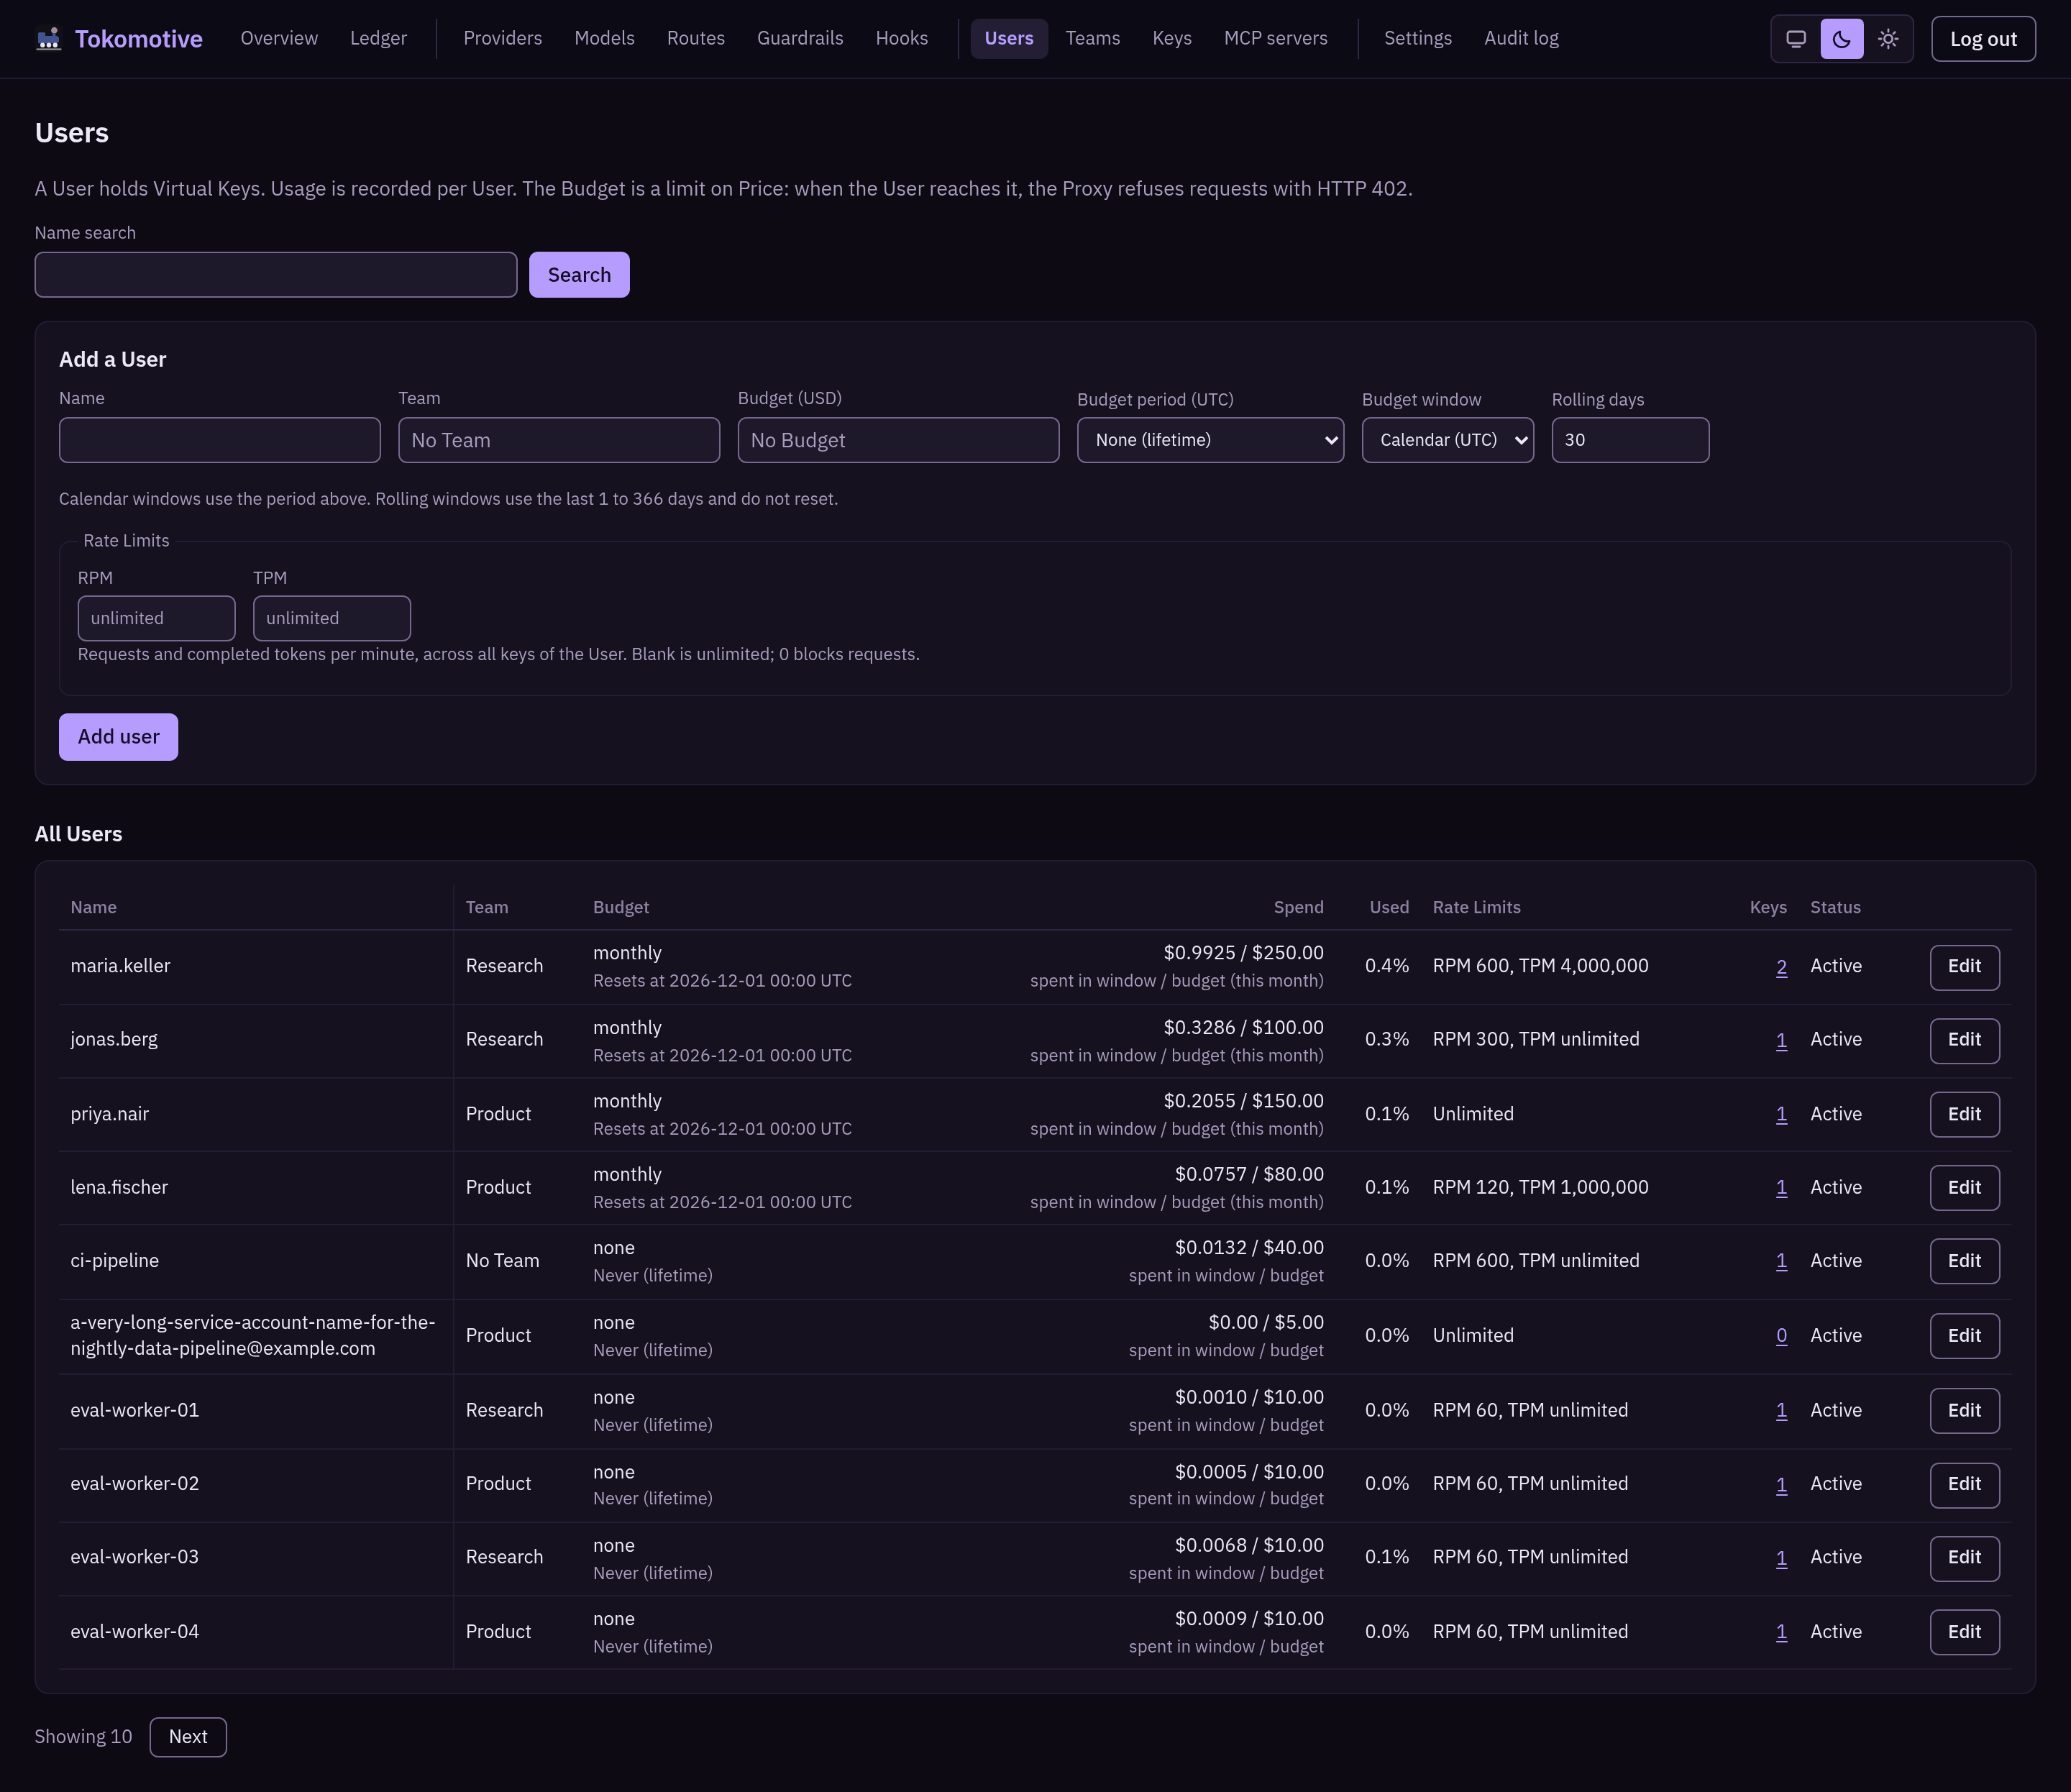 Tokomotive Overview Ledger Providers Models Routes Guardrails Hooks Users Teams Keys MCP servers Settings Audit log Log out
Users
A User holds Virtual Keys. Usage is recorded per User. The Budget is a limit on Price: when the User reaches it, the Proxy refuses requests with HTTP 402.
Name search
Search
Add a User
Name Team Budget (USD) Budget period (UTC) Budget window Rolling days
No Team No Budget None (lifetime) Calendar (UTC) 30
Calendar windows use the period above. Rolling windows use the last 1 to 366 days and do not reset.
Rate Limits
RPM TPM
unlimited unlimited
Requests and completed tokens per minute, across all keys of the User. Blank is unlimited; 0 blocks requests.
Add user
All Users
Name Team Budget Spend Used Rate Limits Keys Status
maria.keller Research monthly $0.9925 / $250.00 0.4% RPM 600, TPM 4,000,000 2 Active Edit
Resets at 2026-12-01 00:00 UTC spent in window / budget (this month)
jonas.berg Research monthly $0.3286 / $100.00 0.3% RPM 300, TPM unlimited 1 Active Edit
Resets at 2026-12-01 00:00 UTC spent in window / budget (this month)
priya.nair Product monthly $0.2055 / $150.00 0.1% Unlimited 1 Active Edit
Resets at 2026-12-01 00:00 UTC spent in window / budget (this month)
lena.fischer Product monthly $0.0757 / $80.00 0.1% RPM 120, TPM 1,000,000 1 Active Edit
Resets at 2026-12-01 00:00 UTC spent in window / budget (this month)
ci-pipeline No Team none $0.0132 / $40.00 0.0% RPM 600, TPM unlimited 1 Active Edit
Never (lifetime) spent in window / budget
a-very-long-service-account-name-for-the- Product none $0.00 / $5.00 0.0% Unlimited 0 Active Edit
nightly-data-pipeline@example.com Never (lifetime) spent in window / budget
eval-worker-01 Research none $0.0010 / $10.00 0.0% RPM 60, TPM unlimited 1 Active Edit
Never (lifetime) spent in window / budget
eval-worker-02 Product none $0.0005 / $10.00 0.0% RPM 60, TPM unlimited 1 Active Edit
Never (lifetime) spent in window / budget
eval-worker-03 Research none $0.0068 / $10.00 0.1% RPM 60, TPM unlimited 1 Active Edit
Never (lifetime) spent in window / budget
eval-worker-04 Product none $0.0009 / $10.00 0.0% RPM 60, TPM unlimited 1 Active Edit
Never (lifetime) spent in window / budget
Showing 10 Next